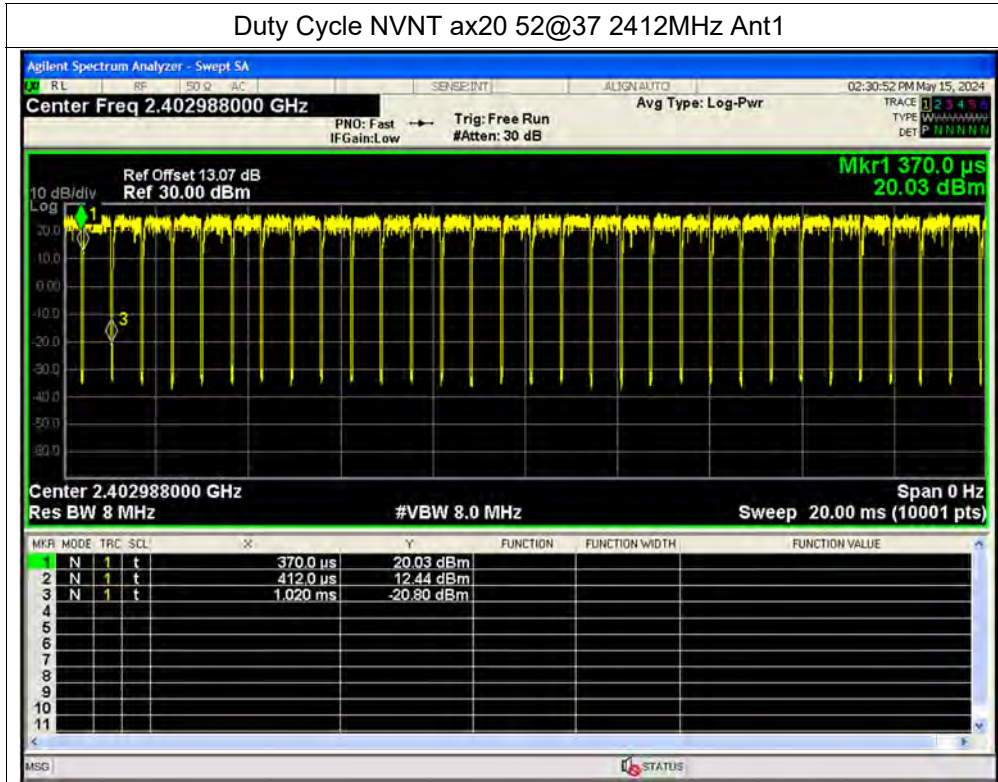 Duty Cycle NVNT ax20 52@37 2412MHz Ant1
Agilent Spectrum Analyzer - Swept SA
RL RF 50 Ω AC SENSE:INT ALIGN AUTO 02:30:52 PM May 15, 2024
Center Freq 2.402988000 GHz
PNO: Fast
IFGain:Low
Trig: Free Run
#Atten: 30 dB
Avg Type: Log-Pwr
TRACE 1 2 3 4 5 6
TYPE W
DET P N N N N N
Mkr1 370.0 µs
20.03 dBm
Ref Offset 13.07 dB
10 dB/div Ref 30.00 dBm
Log
1
20.0
10.0
0.00
-10.0
3
-20.0
-30.0
-40.0
-50.0
-60.0
Center 2.402988000 GHz Span 0 Hz
Res BW 8 MHz #VBW 8.0 MHz Sweep 20.00 ms (10001 pts)
MKR MODE TRC SCL X Y FUNCTION FUNCTION WIDTH FUNCTION VALUE
1 N 1 t 370.0 µs 20.03 dBm
2 N 1 t 412.0 µs 12.44 dBm
3 N 1 t 1.020 ms -20.80 dBm
4
5
6
7
8
9
10
11
MSG STATUS